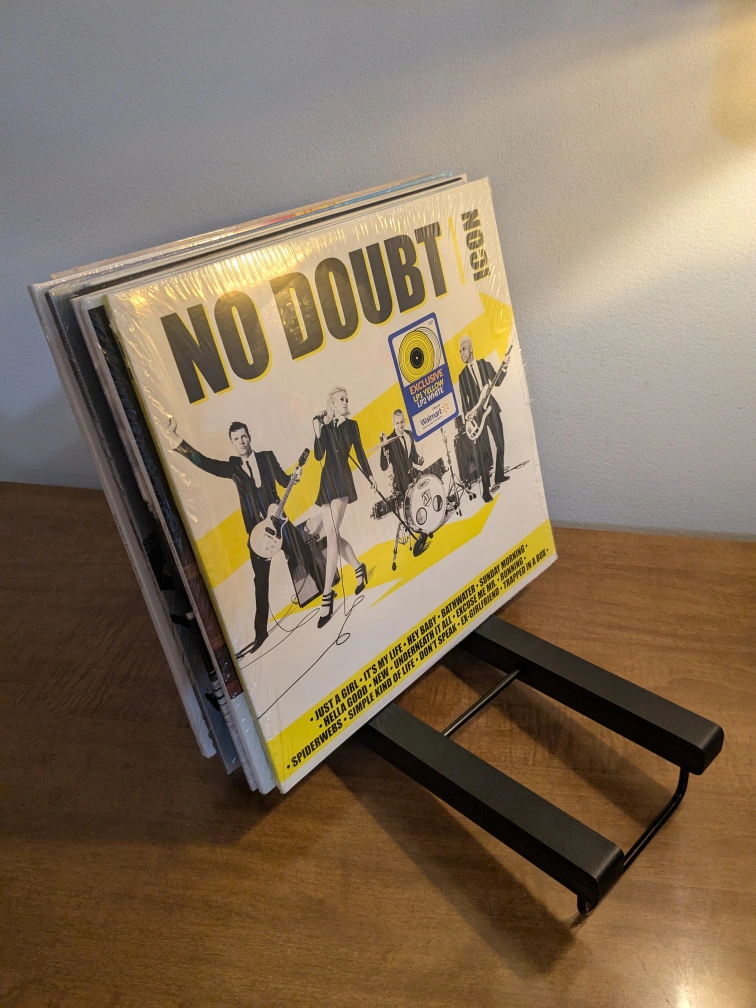 NO DOUBT
ICON
EXCLUSIVE
LP1 YELLOW
LP2 WHITE
Walmart
• JUST A GIRL • IT'S MY LIFE • HEY BABY • BATHWATER • SUNDAY MORNING •
• HELLA GOOD • NEW • UNDERNEATH IT ALL • EXCUSE ME MR. • RUNNING •
• SPIDERWEBS • SIMPLE KIND OF LIFE • DON'T SPEAK • EX-GIRLFRIEND • TRAPPED IN A BOX •